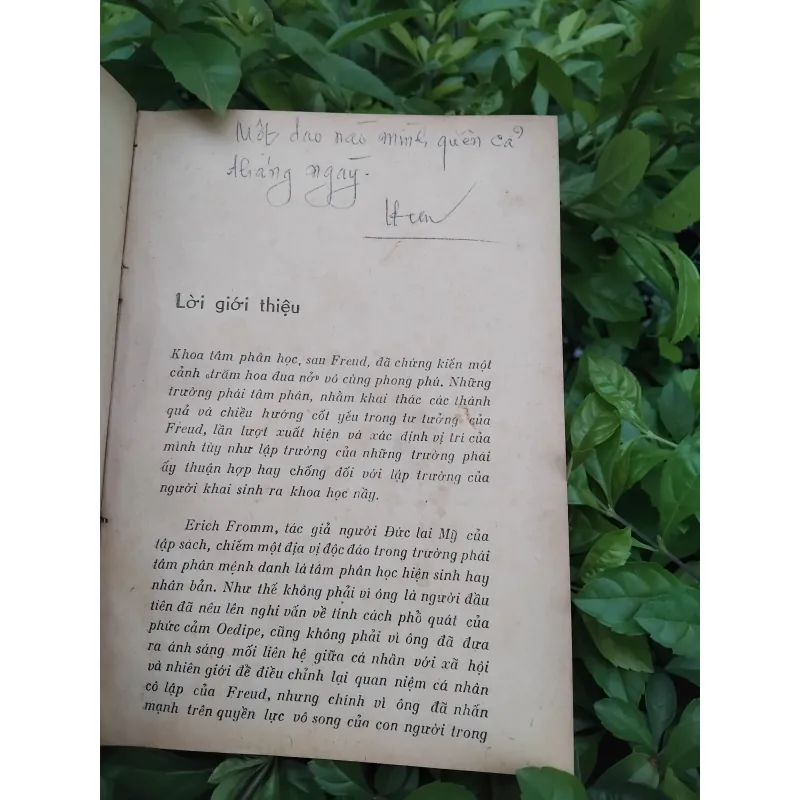 Một dạo nào mình quên cả
tháng ngày.
Lời giới thiệu
Khoa tâm phân học, sau Freud, đã chứng kiến một
cảnh «trăm hoa đua nở» vô cùng phong phú. Những
trường phái tâm phân, nhằm khai thác các thành
quả và chiều hướng cốt yếu trong tư tưởng của
Freud, lần lượt xuất hiện và xác định vị trí của
mình tùy như lập trường của những trường phái
ấy thuận hợp hay chống đối với lập trường của
người khai sinh ra khoa học nầy.
Erich Fromm, tác giả người Đức lai Mỹ của
tập sách, chiếm một địa vị độc đáo trong trường phái
tâm phân mệnh danh là tâm phân học hiện sinh hay
nhân bản. Như thế không phải vì ông là người đầu
tiên đã nêu lên nghi vấn về tính cách phổ quát của
phức cảm Oedipe, cũng không phải vì ông đã đưa
ra ánh sáng mối liên hệ giữa cá nhân với xã hội
và nhiên giới để điều chỉnh lại quan niệm cá nhân
cô lập của Freud, nhưng chính vì ông đã nhấn
mạnh trên quyền lực vô song của con người trong